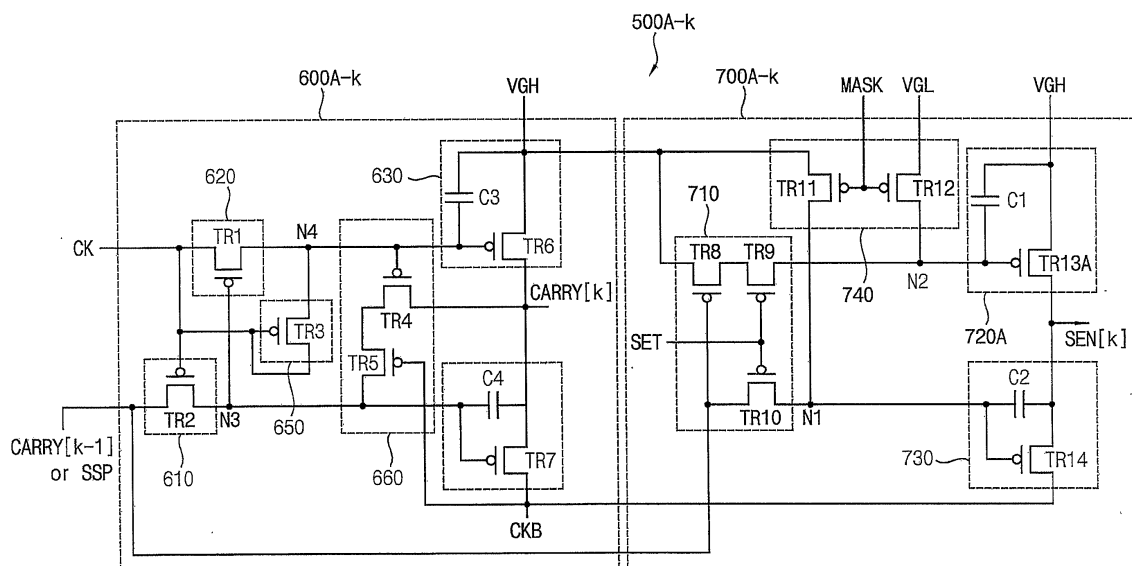 500A-k
600A-k
700A-k
VGH
MASK
VGL
VGH
630
620
C3
TR11
TR12
C1
710
CK
TR1
N4
TR6
TR8
TR9
N2
TR13A
740
CARRY[k]
720A
TR3
TR4
SEN[k]
TR5
SET
C4
C2
TR2
N3
650
TR10
N1
CARRY[k-1]
or SSP
610
660
TR7
730
TR14
CKB